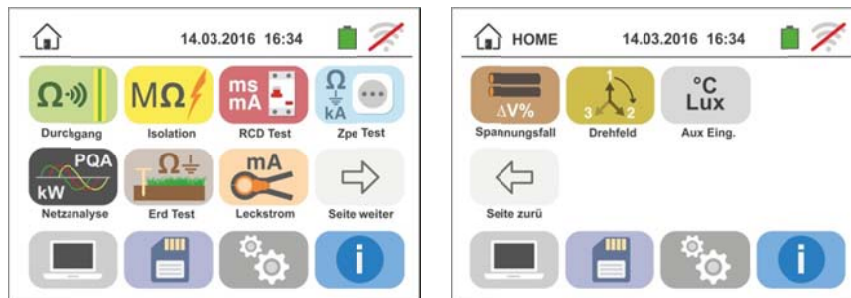 14.03.2016 16:34
Ω
MΩ
ms
mA
Ω
kA
Durchgang Isolation RCD Test Zpe Test
PQA
kW
Ω
mA
Netzanalyse Erd Test Leckstrom Seite weiter
i
HOME 14.03.2016 16:34
ΔV%
1
3 2
°C
Lux
Spannungsfall Drehfeld Aux Eing.
Seite zurü
i